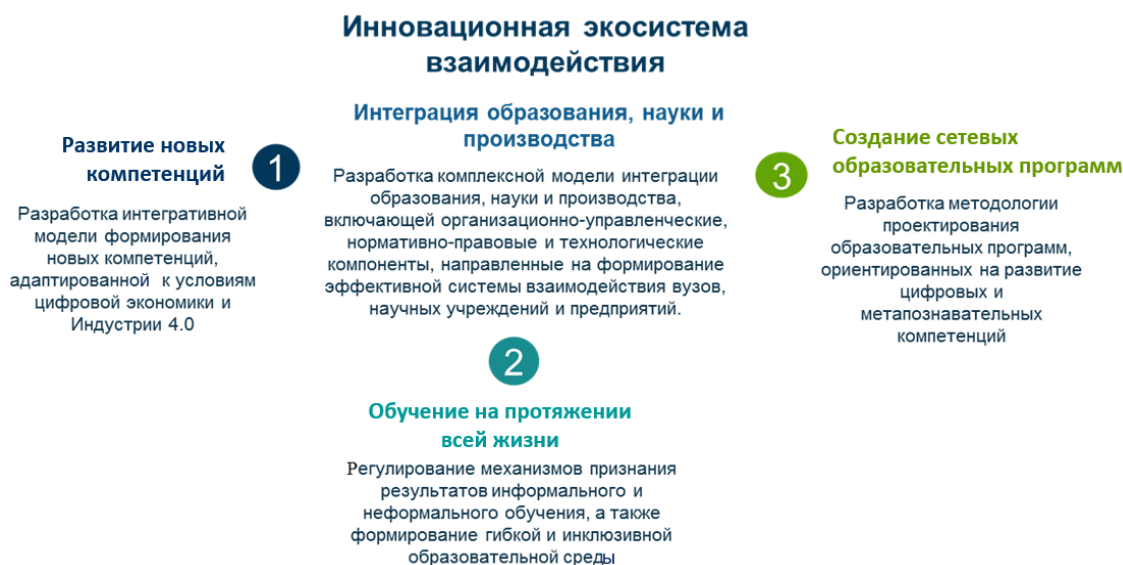 Инновационная экосистема
взаимодействия
Интеграция образования, науки и
производства
Разработка комплексной модели интеграции
образования, науки и производства,
включающей организационно-управленческие,
нормативно-правовые и технологические
компоненты, направленные на формирование
эффективной системы взаимодействия вузов,
научных учреждений и предприятий.
1
Развитие новых
компетенций
Разработка интегративной
модели формирования
новых компетенций,
адаптированной к условиям
цифровой экономики и
Индустрии 4.0
2
Обучение на протяжении
всей жизни
Регулирование механизмов признания
результатов информального и
неформального обучения, а также
формирование гибкой и инклюзивной
образовательной среды
3
Создание сетевых
образовательных программ
Разработка методологии
проектирования
образовательных программ,
ориентированных на развитие
цифровых и
метапознавательных
компетенций